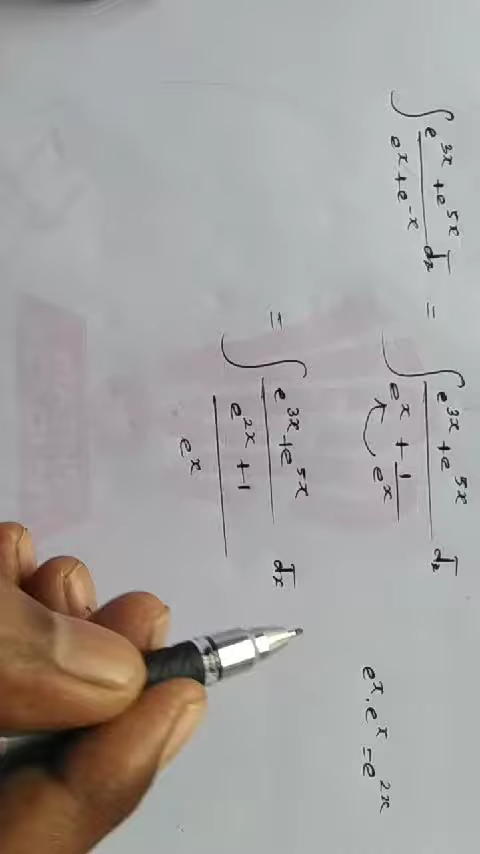 ∫ (e^{3x} + e^{5x})/(e^x + e^{-x}) dx = ∫ (e^{3x} + e^{5x})/(e^x + 1/e^x) dx e^x . e^x = e^{2x}
= ∫ (e^{3x} + e^{5x})/((e^{2x} + 1)/e^x) dx